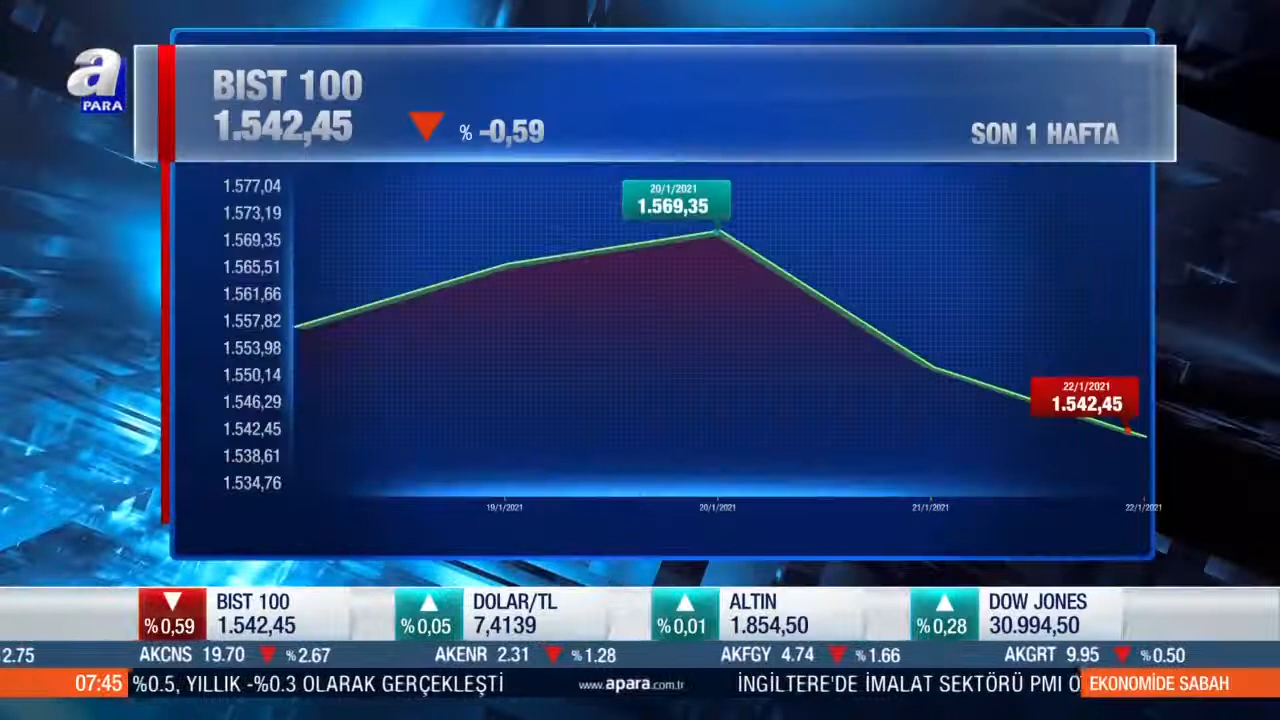 a
PARA
BIST 100
1.542,45
% -0,59
SON 1 HAFTA
1.577,04
1.573,19
1.569,35
1.565,51
1.561,66
1.557,82
1.553,98
1.550,14
1.546,29
1.542,45
1.538,61
1.534,76
20/1/2021
1.569,35
22/1/2021
1.542,45
19/1/2021 20/1/2021 21/1/2021 22/1/2021
%0,59 BIST 100 1.542,45
%0,05 DOLAR/TL 7,4139
%0,01 ALTIN 1.854,50
%0,28 DOW JONES 30.994,50
2.75 AKCNS 19.70 %2.67 AKENR 2.31 %1.28 AKFGY 4.74 %1.66 AKGRT 9.95 %0.50
07:45 %0.5, YILLIK -%0.3 OLARAK GERÇEKLEŞTİ www.apara.com.tr İNGİLTERE'DE İMALAT SEKTÖRÜ PMI O EKONOMİDE SABAH